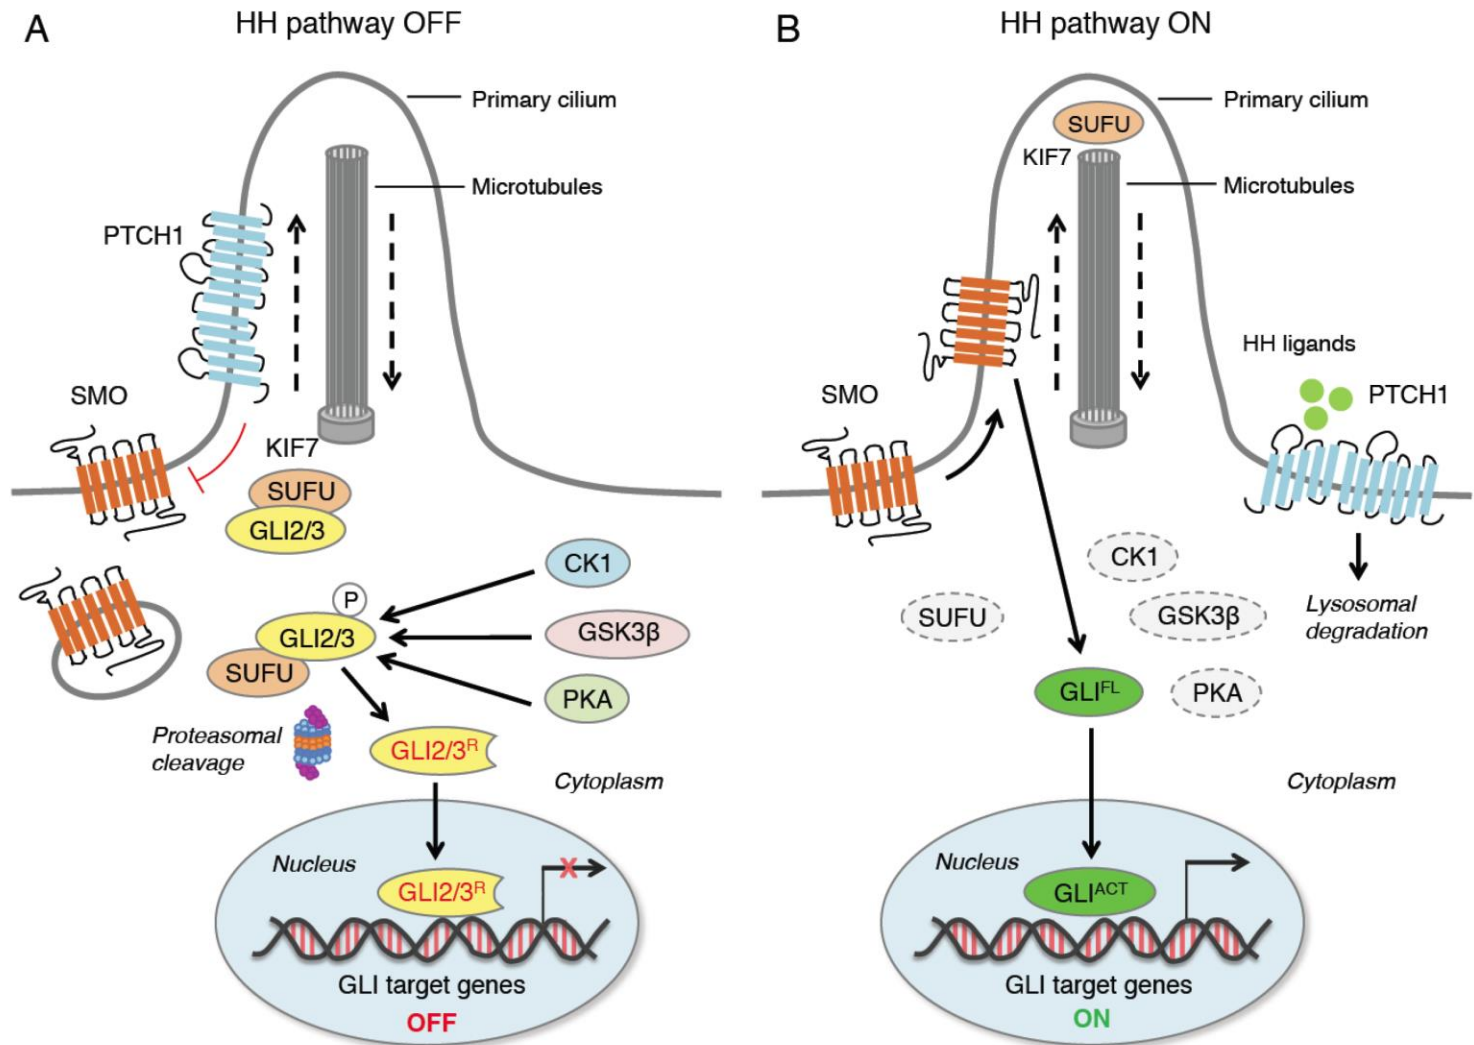 A
HH pathway OFF
Primary cilium
Microtubules
PTCH1
SMO
KIF7
SUFU
GLI2/3
CK1
P
GLI2/3
GSK3β
SUFU
PKA
Proteasomal
cleavage
GLI2/3ᴿ
Cytoplasm
Nucleus
GLI2/3ᴿ
X
GLI target genes
OFF
B
HH pathway ON
Primary cilium
SUFU
KIF7
Microtubules
HH ligands
SMO
PTCH1
CK1
SUFU
GSK3β
Lysosomal
degradation
GLIFL
PKA
Cytoplasm
Nucleus
GLIACT
GLI target genes
ON